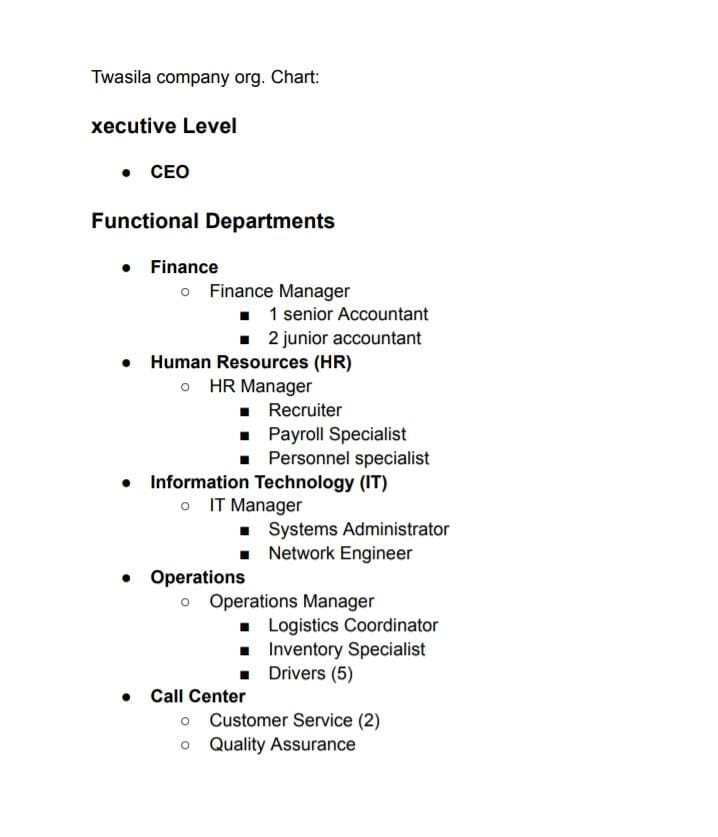 Twasila company org. Chart:
xecutive Level
● CEO
Functional Departments
● Finance
○ Finance Manager
■ 1 senior Accountant
■ 2 junior accountant
● Human Resources (HR)
○ HR Manager
■ Recruiter
■ Payroll Specialist
■ Personnel specialist
● Information Technology (IT)
○ IT Manager
■ Systems Administrator
■ Network Engineer
● Operations
○ Operations Manager
■ Logistics Coordinator
■ Inventory Specialist
■ Drivers (5)
● Call Center
○ Customer Service (2)
○ Quality Assurance